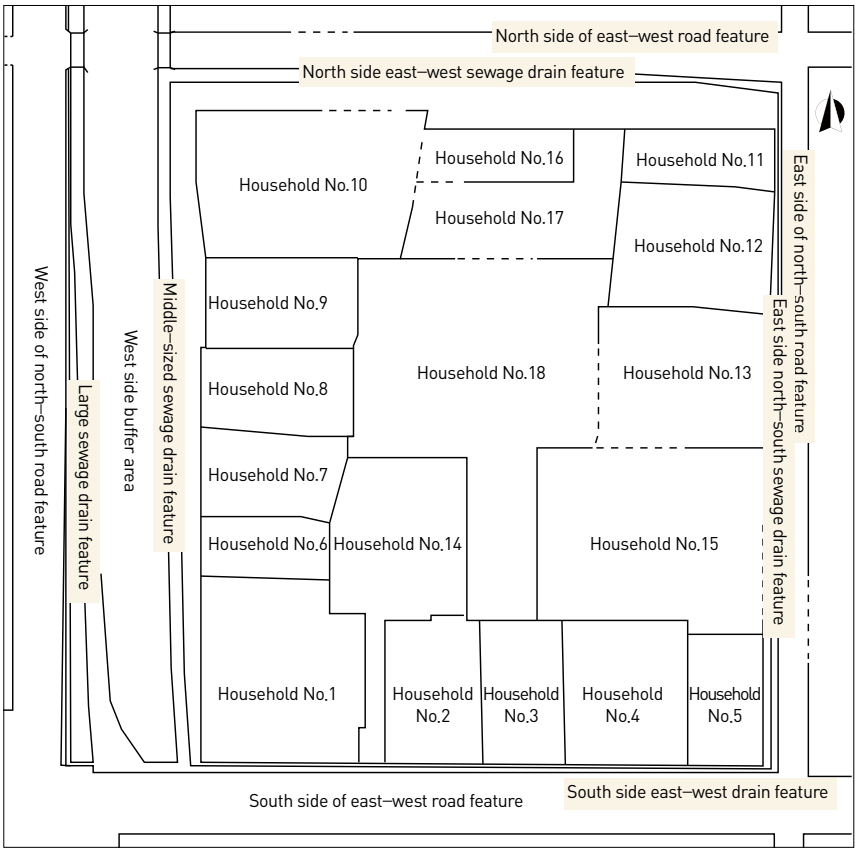 North side of east–west road feature
North side east–west sewage drain feature
Household No.16
Household No.11
Household No.10
Household No.17
Household No.12
East side of north–south road feature
West side of north–south road feature
Household No.9
Middle–sized sewage drain feature
East side north–south sewage drain feature
West side buffer area
Household No.18
Household No.13
Large sewage drain feature
Household No.8
Household No.7
Household No.6
Household No.14
Household No.15
Household No.1
Household
No.2
Household
No.3
Household
No.4
Household
No.5
South side of east–west road feature
South side east–west drain feature